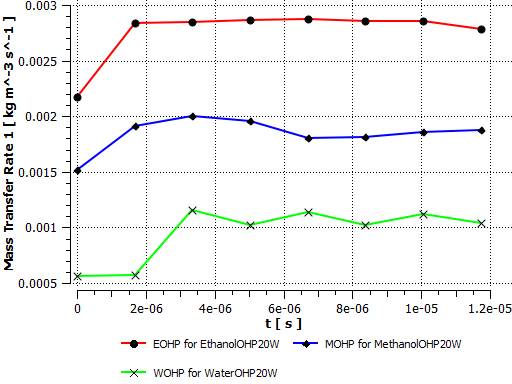 0.003
0.0025
0.002
0.0015
0.001
0.0005
Mass Transfer Rate 1 [ kg m^-3 s^-1 ]
0 2e-06 4e-06 6e-06 8e-06 1e-05 1.2e-05
t [ s ]
EOHP for EthanolOHP20W MOHP for MethanolOHP20W
WOHP for WaterOHP20W